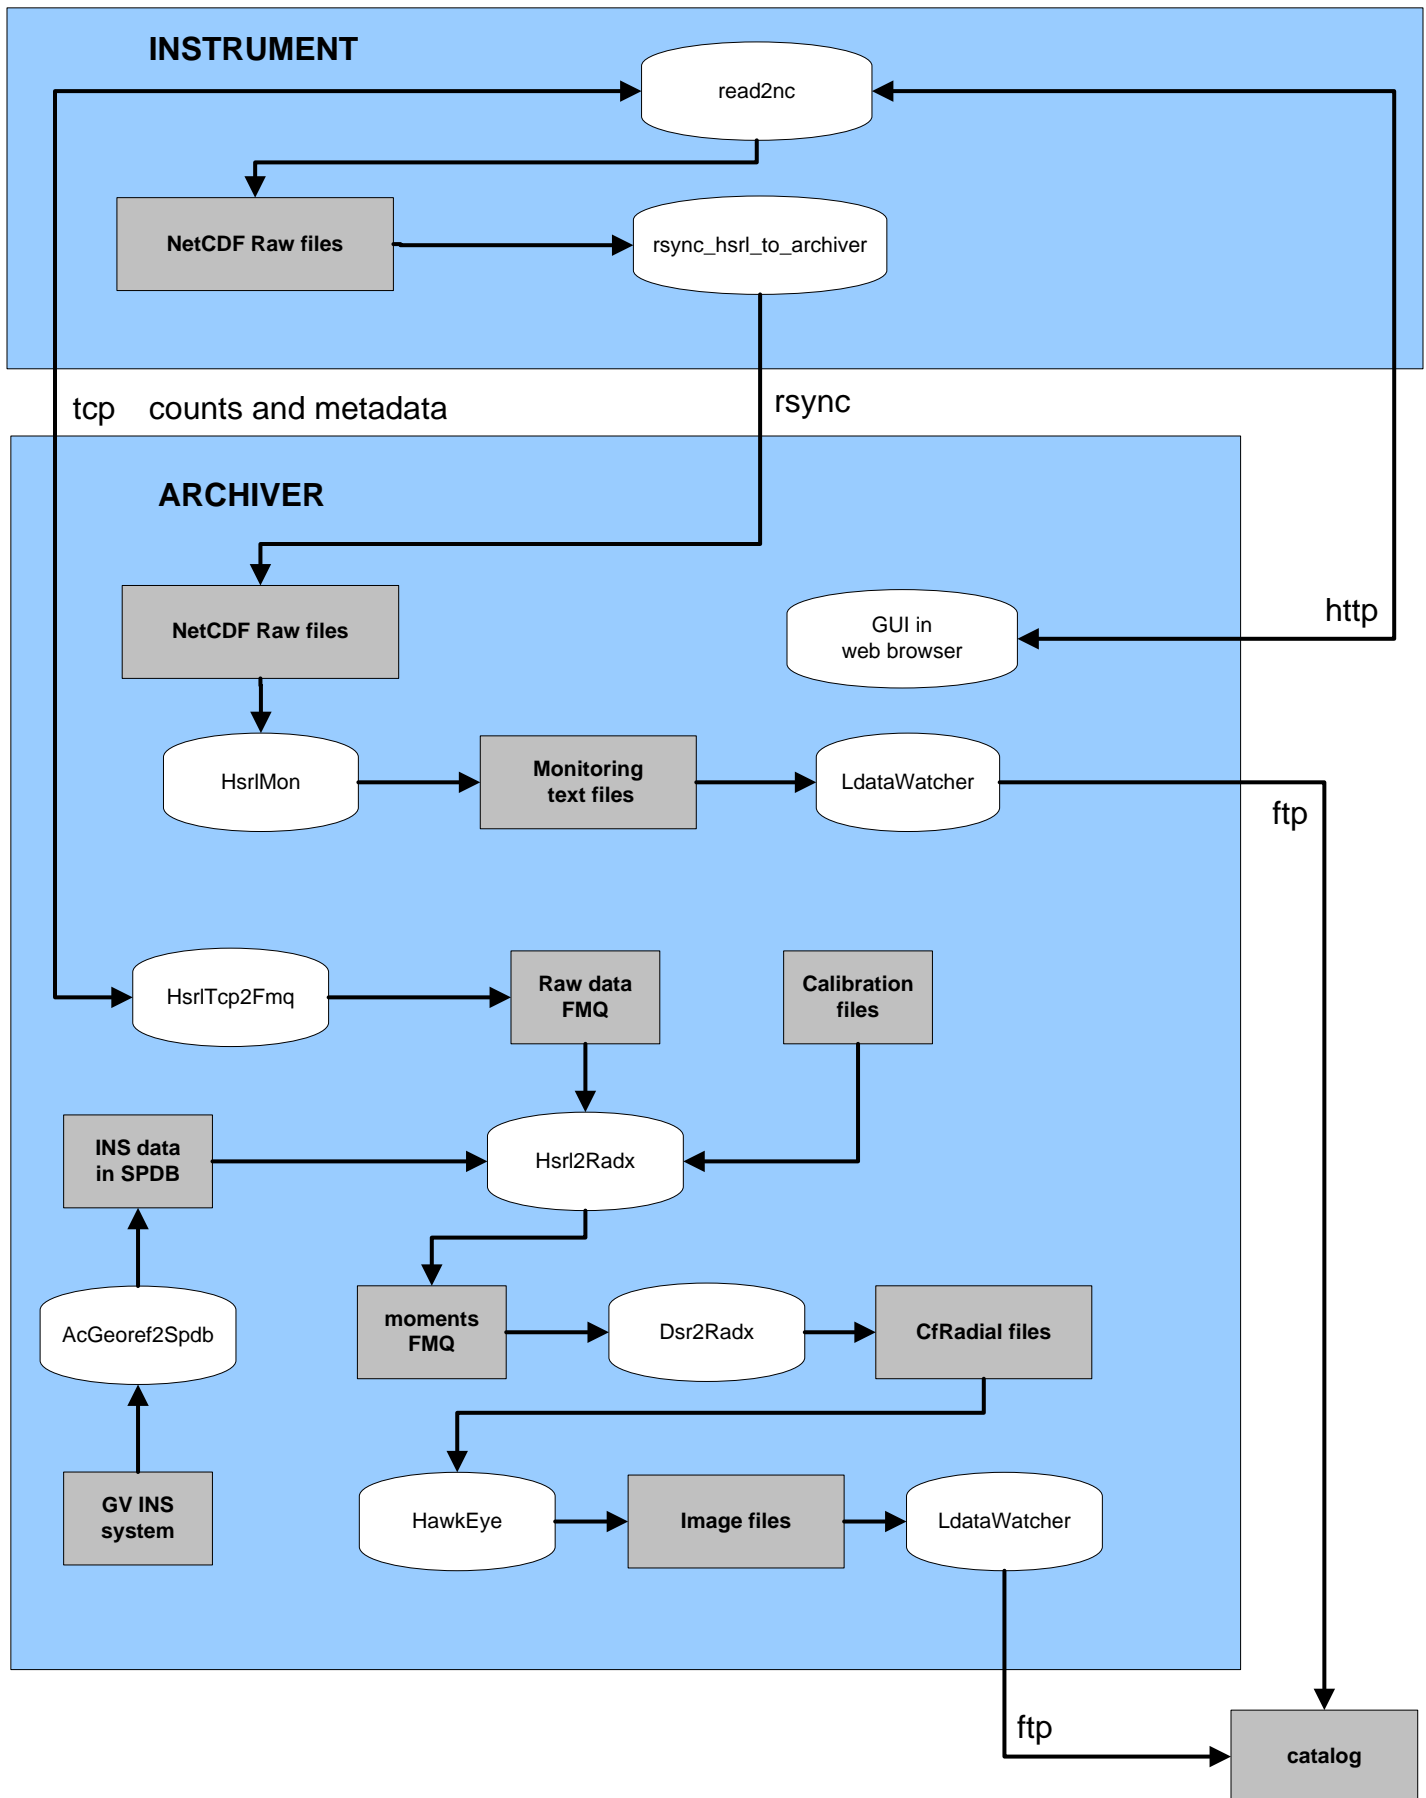 INSTRUMENT
read2nc
NetCDF Raw files
rsync_hsrl_to_archiver
tcp counts and metadata
rsync
ARCHIVER
NetCDF Raw files
GUI in
web browser
http
HsrlMon
Monitoring
text files
LdataWatcher
ftp
HsrlTcp2Fmq
Raw data
FMQ
Calibration
files
INS data
in SPDB
Hsrl2Radx
AcGeoref2Spdb
moments
FMQ
Dsr2Radx
CfRadial files
GV INS
system
HawkEye
Image files
LdataWatcher
ftp
catalog